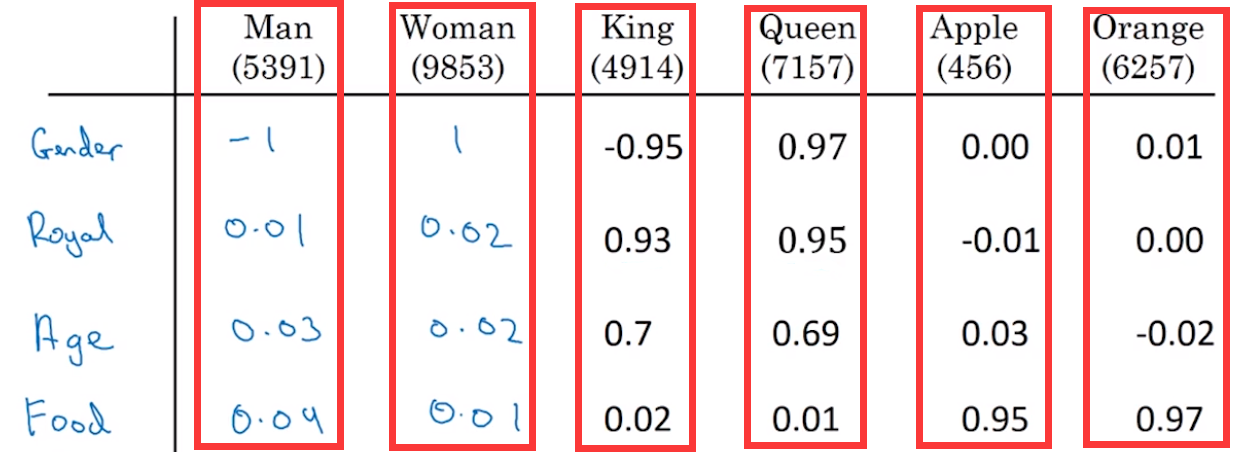 Man Woman King Queen Apple Orange
(5391) (9853) (4914) (7157) (456) (6257)
Gender -1 1 -0.95 0.97 0.00 0.01
Royal 0.01 0.02 0.93 0.95 -0.01 0.00
Age 0.03 0.02 0.7 0.69 0.03 -0.02
Food 0.04 0.01 0.02 0.01 0.95 0.97